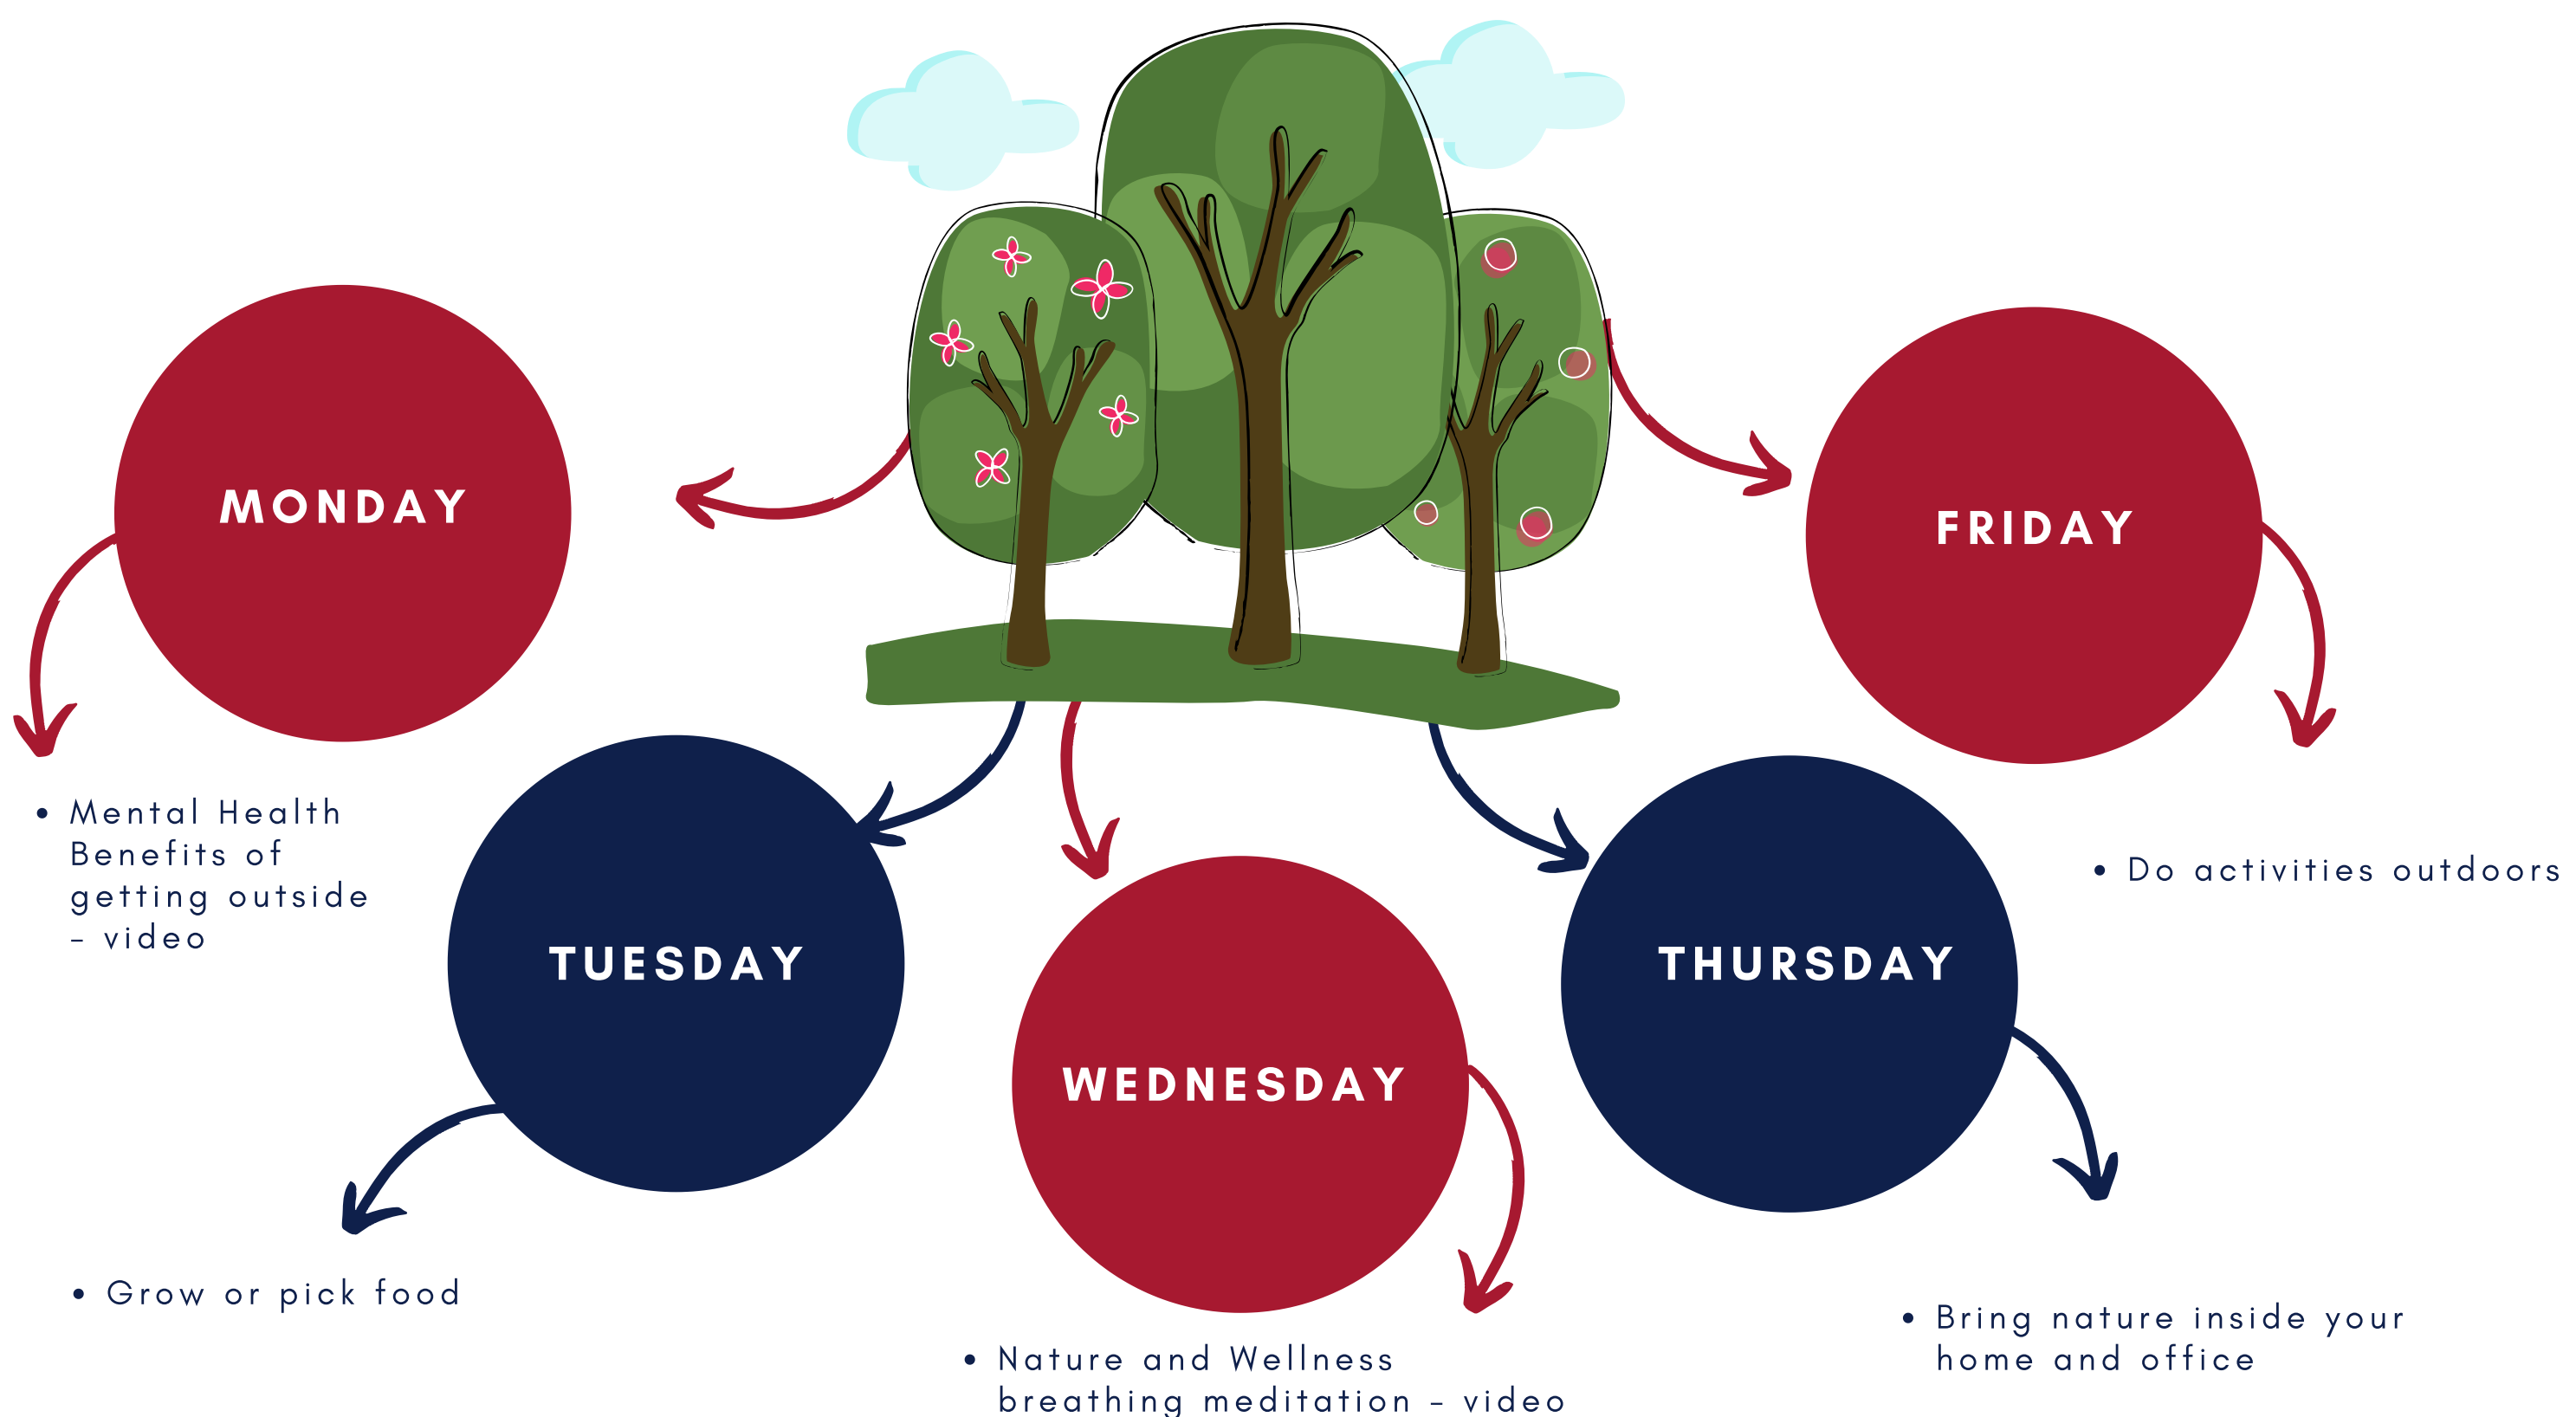 MONDAY
• Mental Health
Benefits of
getting outside
- video
TUESDAY
• Grow or pick food
WEDNESDAY
• Nature and Wellness
breathing meditation - video
THURSDAY
• Bring nature inside your
home and office
FRIDAY
• Do activities outdoors